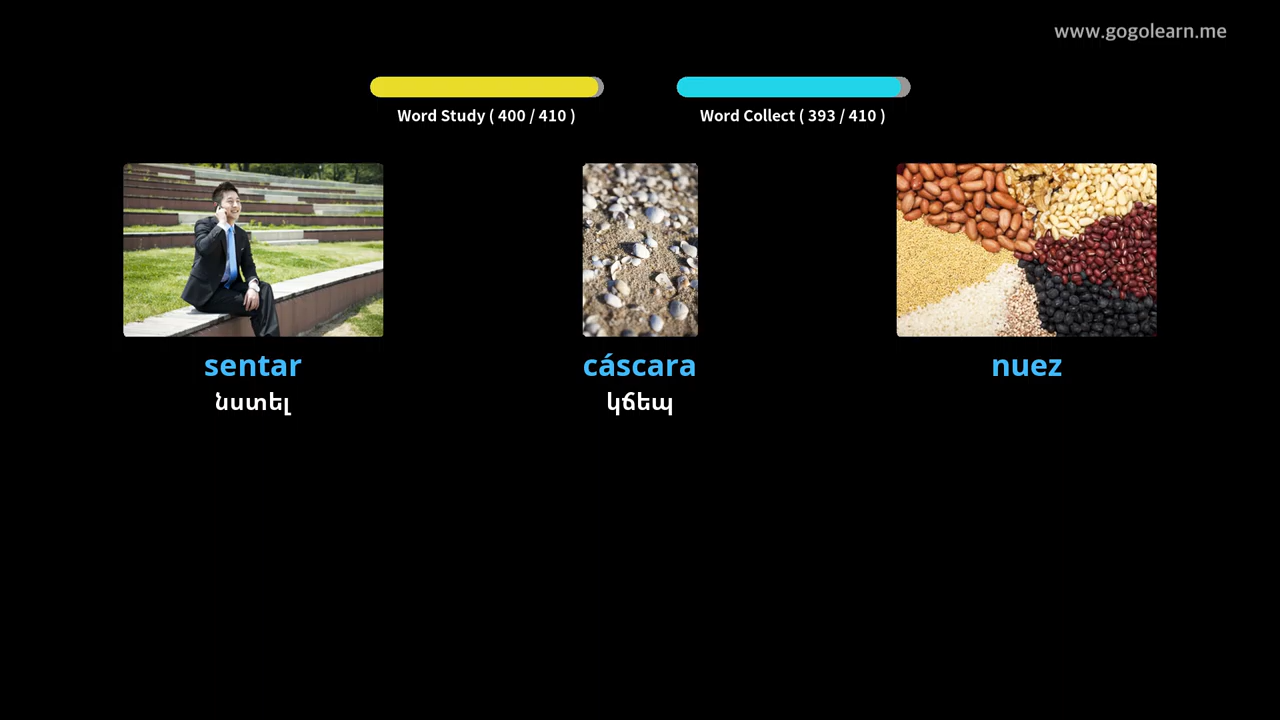 www.gogolearn.me
Word Study ( 400 / 410 )
Word Collect ( 393 / 410 )
sentar
նստել
cáscara
կճեպ
nuez